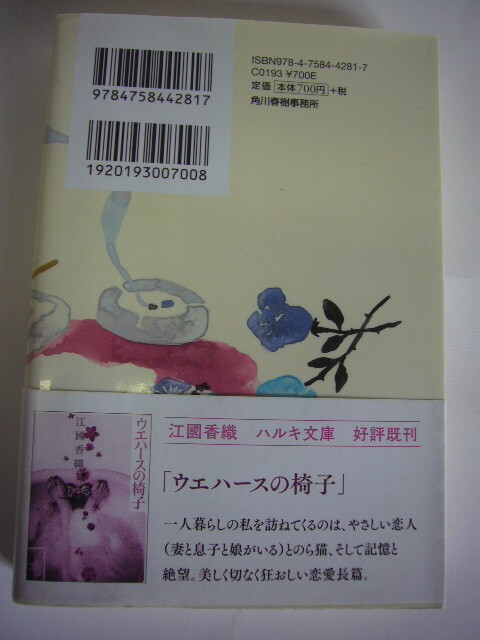 ISBN978-4-7584-4281-7
C0193 ¥700E
定価 本体700円 +税
角川春樹事務所
9784758442817
1920193007008
江國香織 ハルキ文庫 好評既刊
ウエハースの椅子
江國香織
「ウエハースの椅子」
一人暮らしの私を訪ねてくるのは、やさしい恋人
(妻と息子と娘がいる)とのら猫、そして記憶と
絶望。美しく切なく狂おしい恋愛長篇。